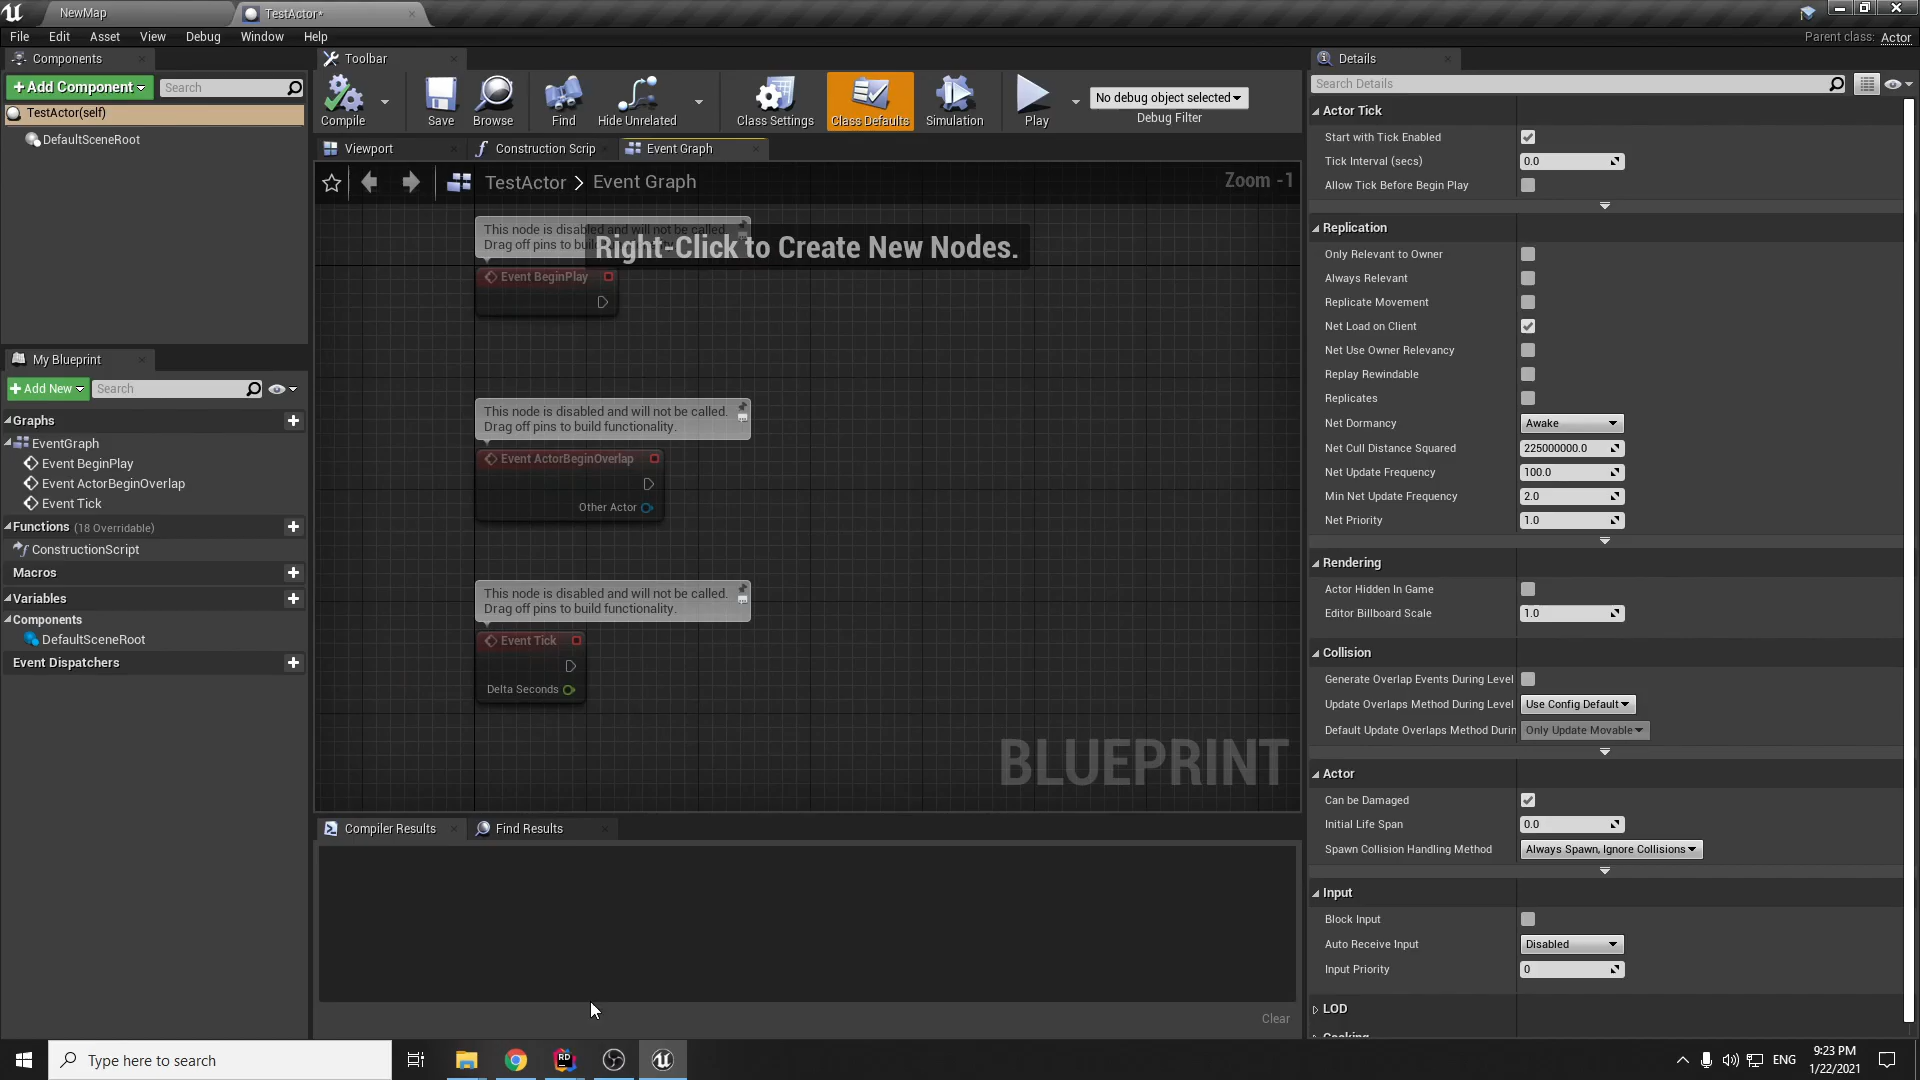 NewMap
TestActor*
File Edit Asset View Debug Window Help
Parent class: Actor
Components
+Add Component
Search
TestActor(self)
DefaultSceneRoot
My Blueprint
+Add New
Search
Graphs
EventGraph
Event BeginPlay
Event ActorBeginOverlap
Event Tick
Functions (18 Overridable)
ConstructionScript
Macros
Variables
Components
DefaultSceneRoot
Event Dispatchers
Toolbar
Compile
Save
Browse
Find
Hide Unrelated
Class Settings
Class Defaults
Simulation
Play
No debug object selected
Debug Filter
Viewport
Construction Scrip
Event Graph
TestActor > Event Graph
Zoom -1
Right-Click to Create New Nodes.
This node is disabled and will not be called.
Drag off pins to buil
Event BeginPlay
This node is disabled and will not be called.
Drag off pins to build functionality.
Event ActorBeginOverlap
Other Actor
This node is disabled and will not be called.
Drag off pins to build functionality.
Event Tick
Delta Seconds
BLUEPRINT
Compiler Results
Find Results
Clear
Details
Search Details
Actor Tick
Start with Tick Enabled
Tick Interval (secs) 0.0
Allow Tick Before Begin Play
Replication
Only Relevant to Owner
Always Relevant
Replicate Movement
Net Load on Client
Net Use Owner Relevancy
Replay Rewindable
Replicates
Net Dormancy Awake
Net Cull Distance Squared 225000000.0
Net Update Frequency 100.0
Min Net Update Frequency 2.0
Net Priority 1.0
Rendering
Actor Hidden In Game
Editor Billboard Scale 1.0
Collision
Generate Overlap Events During Level
Update Overlaps Method During Level Use Config Default
Default Update Overlaps Method Durin Only Update Movable
Actor
Can be Damaged
Initial Life Span 0.0
Spawn Collision Handling Method Always Spawn, Ignore Collisions
Input
Block Input
Auto Receive Input Disabled
Input Priority 0
LOD
Cooking
Type here to search
RD
ENG
9:23 PM
1/22/2021